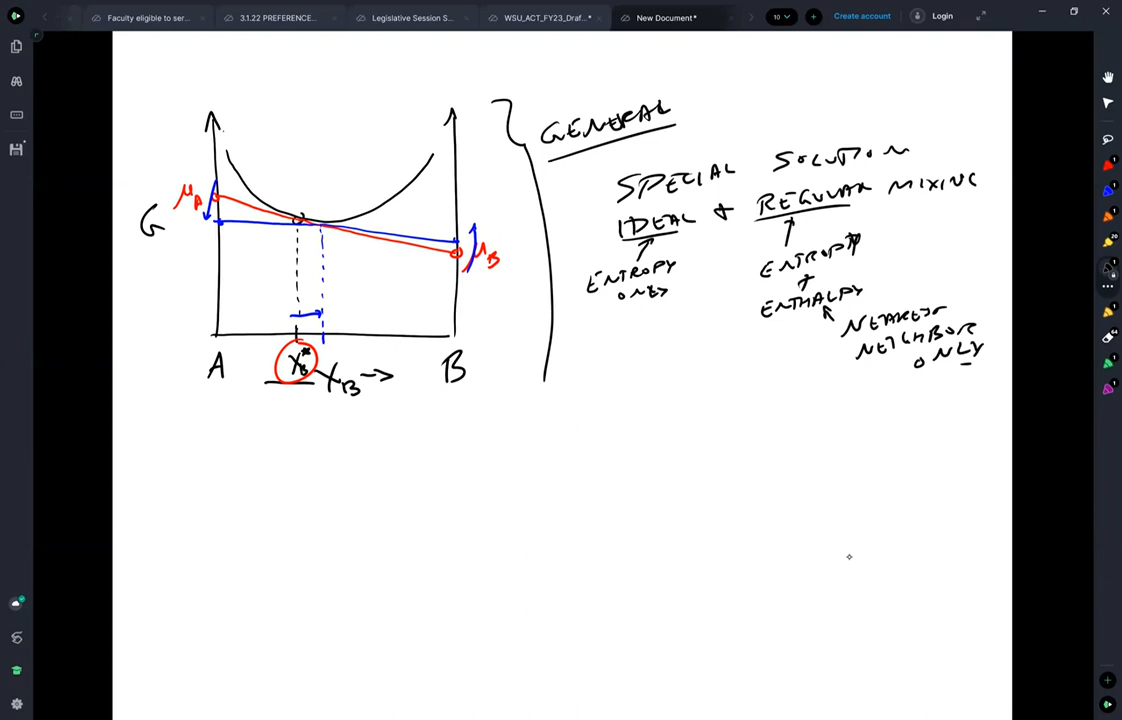 Faculty eligible to ser...
3.1.22 PREFERENCE...
Legislative Session S...
WSU_ACT_FY23_Draf...*
New Document*
10
Create account
Login
GENERAL
SPECIAL SOLUTION
IDEAL + REGULAR MIXING
ENTROPY
ONLY
ENTROPY
+
ENTHALPY
NEAREST
NEIGHBOR
ONLY
μA
G
μB
A
XB*
XB →
B